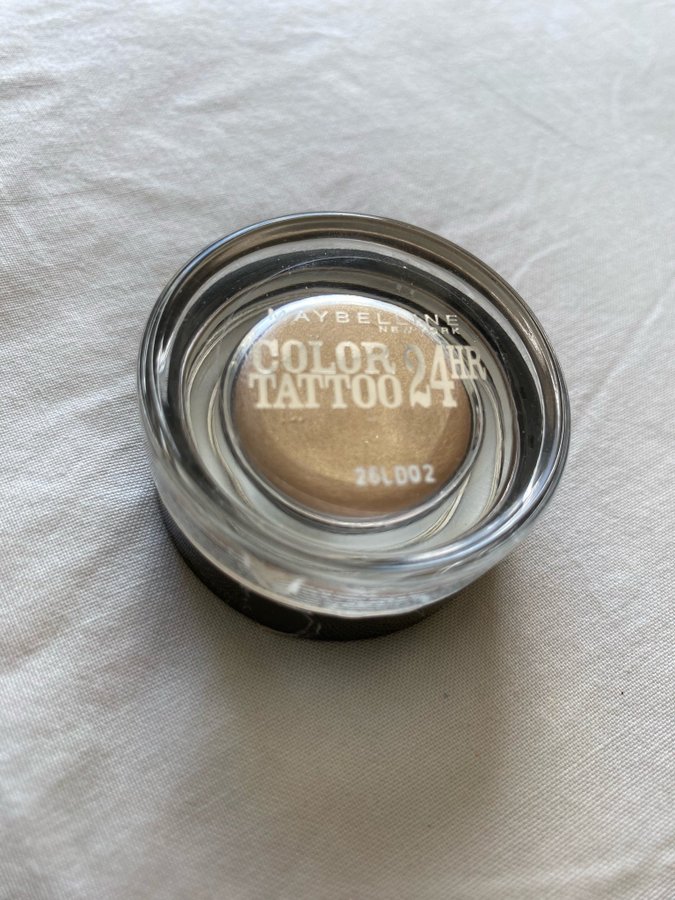 MAYBELLINE
NEW YORK
COLOR
TATTOO 24HR
26LD02